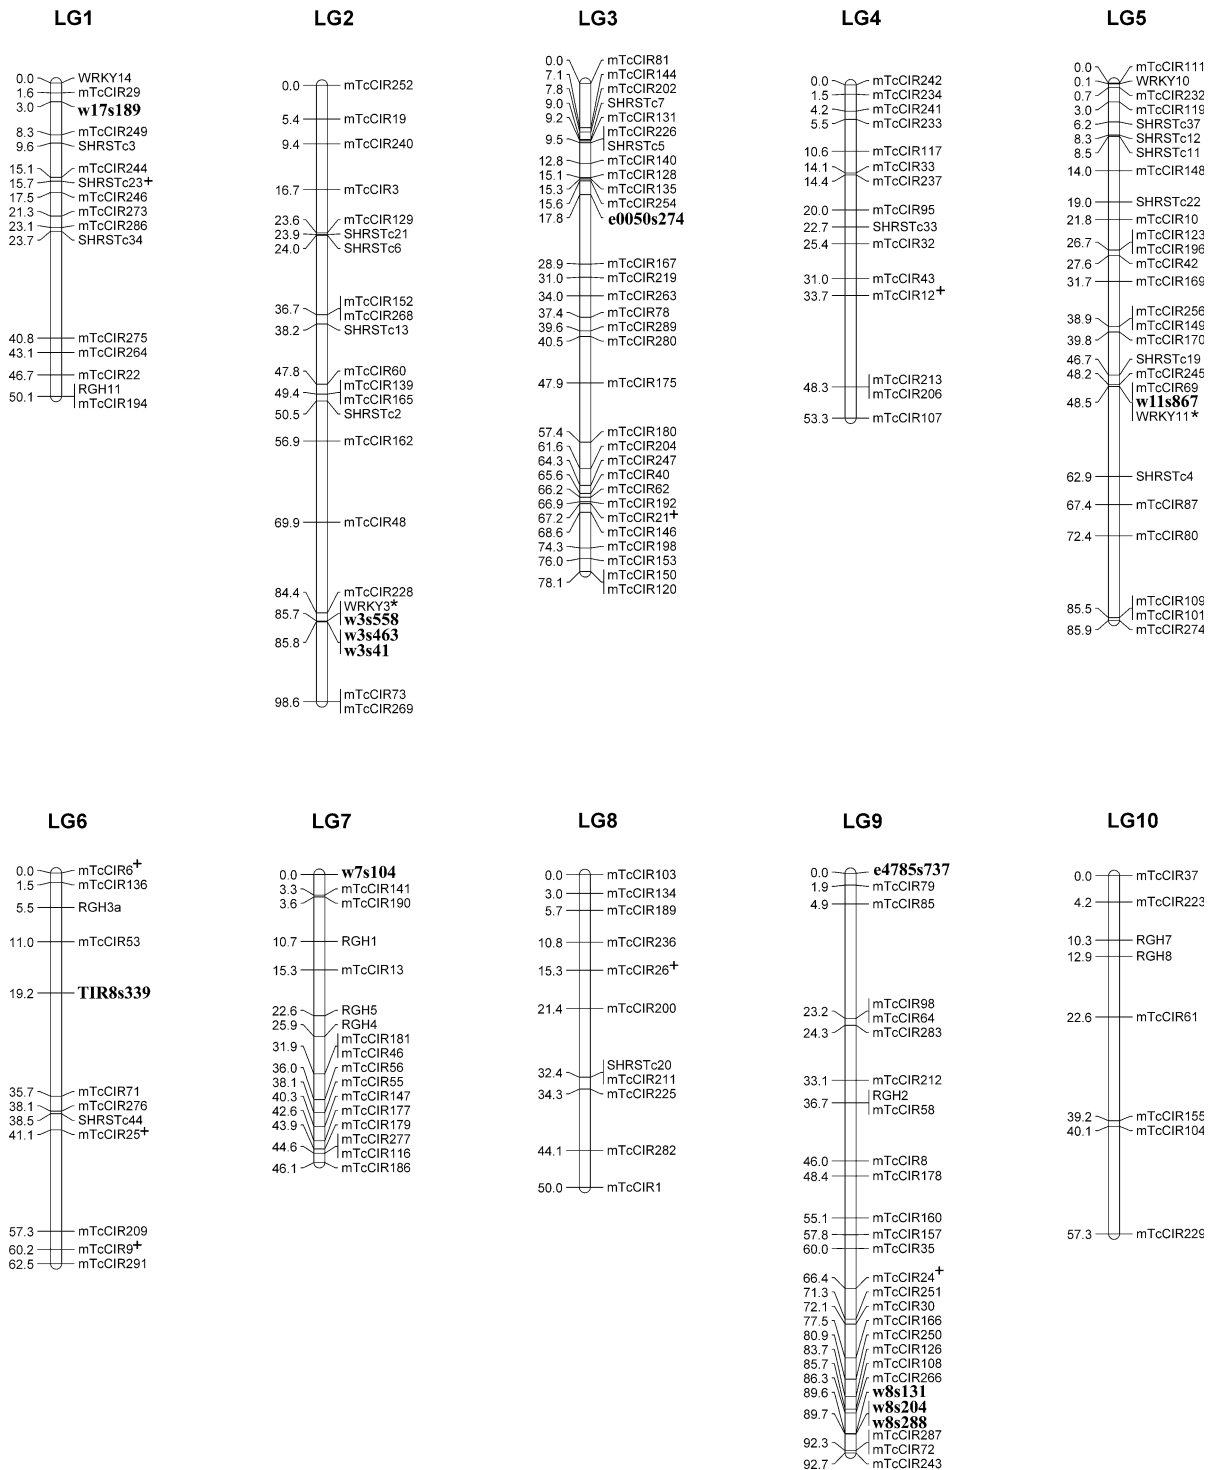 LG1
0.0 WRKY14
1.6 mTcCIR29
3.0 w17s189
8.3 mTcCIR249
9.6 SHRSTc3
15.1 mTcCIR244
15.7 SHRSTc23+
17.5 mTcCIR246
21.3 mTcCIR273
23.1 mTcCIR286
23.7 SHRSTc34
40.8 mTcCIR275
43.1 mTcCIR264
46.7 mTcCIR22
RGH11
50.1 mTcCIR194
LG2
0.0 mTcCIR252
5.4 mTcCIR19
9.4 mTcCIR240
16.7 mTcCIR3
23.6 mTcCIR129
23.9 SHRSTc21
24.0 SHRSTc6
mTcCIR152
36.7 mTcCIR268
38.2 SHRSTc13
47.8 mTcCIR60
mTcCIR139
49.4 mTcCIR165
50.5 SHRSTc2
56.9 mTcCIR162
69.9 mTcCIR48
84.4 mTcCIR228
WRKY3*
85.7 w3s558
w3s463
85.8 w3s41
mTcCIR73
98.6 mTcCIR269
LG3
0.0 mTcCIR81
7.1 mTcCIR144
7.8 mTcCIR202
9.0 SHRSTc7
9.2 mTcCIR131
mTcCIR226
9.5 SHRSTc5
12.8 mTcCIR140
15.1 mTcCIR128
15.3 mTcCIR135
15.6 mTcCIR254
17.8 e0050s274
28.9 mTcCIR167
31.0 mTcCIR219
34.0 mTcCIR263
37.4 mTcCIR78
39.6 mTcCIR289
40.5 mTcCIR280
47.9 mTcCIR175
57.4 mTcCIR180
61.6 mTcCIR204
64.3 mTcCIR247
65.6 mTcCIR40
66.2 mTcCIR62
66.9 mTcCIR192
67.2 mTcCIR21+
68.6 mTcCIR146
74.3 mTcCIR198
76.0 mTcCIR153
mTcCIR150
78.1 mTcCIR120
LG4
0.0 mTcCIR242
1.5 mTcCIR234
4.2 mTcCIR241
5.5 mTcCIR233
10.6 mTcCIR117
14.1 mTcCIR33
14.4 mTcCIR237
20.0 mTcCIR95
22.7 SHRSTc33
25.4 mTcCIR32
31.0 mTcCIR43
33.7 mTcCIR12+
mTcCIR213
48.3 mTcCIR206
53.3 mTcCIR107
LG5
0.0 mTcCIR111
0.1 WRKY10
0.7 mTcCIR232
3.0 mTcCIR119
6.2 SHRSTc37
8.3 SHRSTc12
8.5 SHRSTc11
14.0 mTcCIR148
19.0 SHRSTc22
21.8 mTcCIR10
mTcCIR123
26.7 mTcCIR196
27.6 mTcCIR42
31.7 mTcCIR169
mTcCIR256
38.9 mTcCIR149
39.8 mTcCIR170
46.7 SHRSTc19
48.2 mTcCIR245
mTcCIR69
48.5 w11s867
WRKY11*
62.9 SHRSTc4
67.4 mTcCIR87
72.4 mTcCIR80
mTcCIR109
85.5 mTcCIR101
85.9 mTcCIR274
LG6
0.0 mTcCIR6+
1.5 mTcCIR136
5.5 RGH3a
11.0 mTcCIR53
19.2 TIR8s339
35.7 mTcCIR71
38.1 mTcCIR276
38.5 SHRSTc44
41.1 mTcCIR25+
57.3 mTcCIR209
60.2 mTcCIR9+
62.5 mTcCIR291
LG7
0.0 w7s104
3.3 mTcCIR141
3.6 mTcCIR190
10.7 RGH1
15.3 mTcCIR13
22.6 RGH5
25.9 RGH4
mTcCIR181
31.9 mTcCIR46
36.0 mTcCIR56
38.1 mTcCIR55
40.3 mTcCIR147
42.6 mTcCIR177
43.9 mTcCIR179
mTcCIR277
44.6 mTcCIR116
46.1 mTcCIR186
LG8
0.0 mTcCIR103
3.0 mTcCIR134
5.7 mTcCIR189
10.8 mTcCIR236
15.3 mTcCIR26+
21.4 mTcCIR200
SHRSTc20
32.4 mTcCIR211
34.3 mTcCIR225
44.1 mTcCIR282
50.0 mTcCIR1
LG9
0.0 e4785s737
1.9 mTcCIR79
4.9 mTcCIR85
mTcCIR98
23.2 mTcCIR64
24.3 mTcCIR283
33.1 mTcCIR212
RGH2
36.7 mTcCIR58
46.0 mTcCIR8
48.4 mTcCIR178
55.1 mTcCIR160
57.8 mTcCIR157
60.0 mTcCIR35
66.4 mTcCIR24+
71.3 mTcCIR251
72.1 mTcCIR30
77.5 mTcCIR166
80.9 mTcCIR250
83.7 mTcCIR126
85.7 mTcCIR108
86.3 mTcCIR266
89.6 w8s131
w8s204
89.7 w8s288
mTcCIR287
92.3 mTcCIR72
92.7 mTcCIR243
LG10
0.0 mTcCIR37
4.2 mTcCIR223
10.3 RGH7
12.9 RGH8
22.6 mTcCIR61
39.2 mTcCIR155
40.1 mTcCIR104
57.3 mTcCIR229